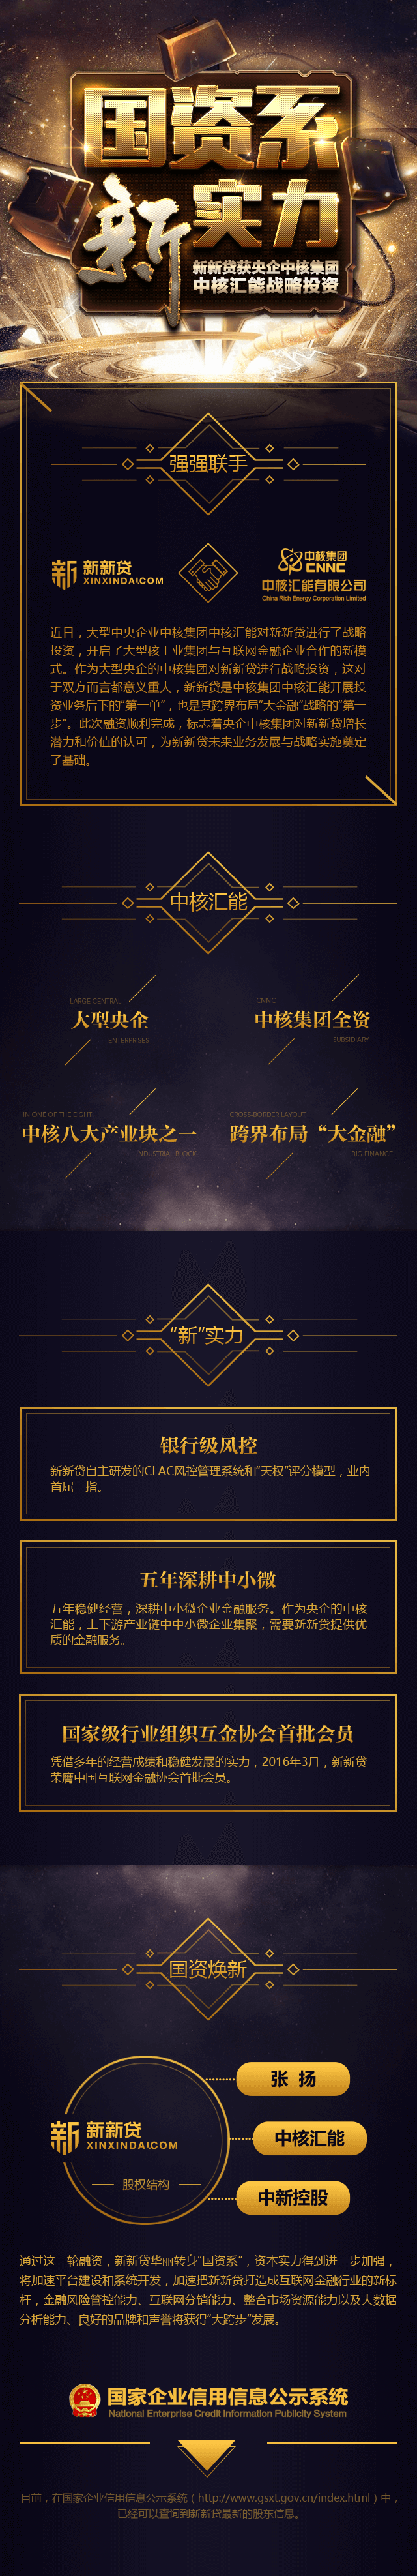 国资系
新
实力
新新贷获央企中核集团
中核汇能战略投资
强强联手
新新贷
XINXINDAI.COM
中核集团
CNNC
中核汇能有限公司
China Rich Energy Corporation Limited
近日，大型中央企业中核集团中核汇能对新新贷进行了战略
投资，开启了大型核工业集团与互联网金融企业合作的新模
式。作为大型央企的中核集团对新新贷进行战略投资，这对
于双方而言都意义重大，新新贷是中核集团中核汇能开展投
资业务后下的“第一单”，也是其跨界布局“大金融”战略的“第一
步”。此次融资顺利完成，标志着央企中核集团对新新贷增长
潜力和价值的认可，为新新贷未来业务发展与战略实施奠定
了基础。
中核汇能
LARGE CENTRAL
大型央企
ENTERPRISES
CNNC
中核集团全资
SUBSIDIARY
IN ONE OF THE EIGHT
中核八大产业块之一
INDUSTRIAL BLOCK
CROSS-BORDER LAYOUT
跨界布局“大金融”
BIG FINANCE
“新”实力
银行级风控
新新贷自主研发的CLAC风控管理系统和“天权”评分模型，业内
首屈一指。
五年深耕中小微
五年稳健经营，深耕中小微企业金融服务。作为央企的中核
汇能，上下游产业链中中小微企业集聚，需要新新贷提供优
质的金融服务。
国家级行业组织互金协会首批会员
凭借多年的经营成绩和稳健发展的实力，2016年3月，新新贷
荣膺中国互联网金融协会首批会员。
国资焕新
新新贷
XINXINDAI.COM
股权结构
张 扬
中核汇能
中新控股
通过这一轮融资，新新贷华丽转身“国资系”，资本实力得到进一步加强，
将加速平台建设和系统开发，加速把新新贷打造成互联网金融行业的新标
杆，金融风险管控能力、互联网分销能力、整合市场资源能力以及大数据
分析能力、良好的品牌和声誉将获得“大跨步”发展。
国家企业信用信息公示系统
National Enterprise Credit Information Publicity System
目前，在国家企业信用信息公示系统（http://www.gsxt.gov.cn/index.html）中，
已经可以查询到新新贷最新的股东信息。